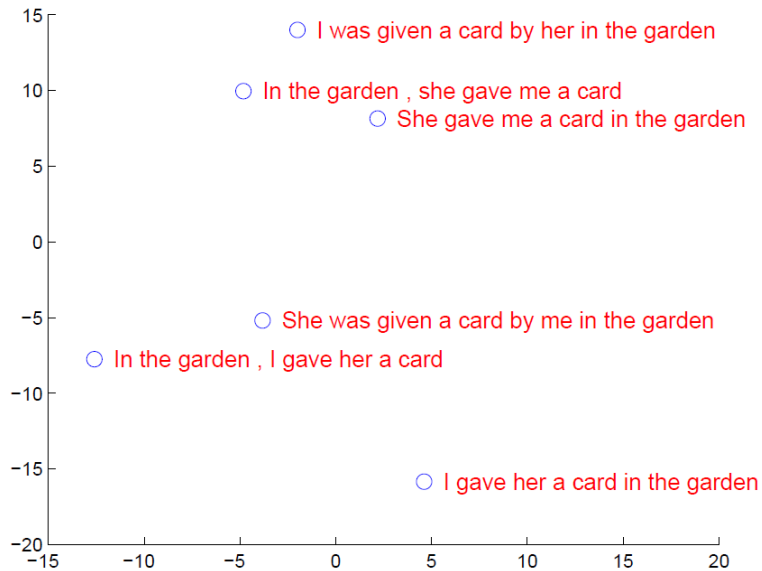 15
I was given a card by her in the garden
10
In the garden , she gave me a card
She gave me a card in the garden
5
0
−5
She was given a card by me in the garden
In the garden , I gave her a card
−10
−15
I gave her a card in the garden
−20
−15 −10 −5 0 5 10 15 20